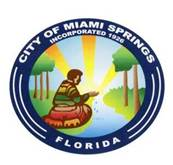 CITY OF MIAMI SPRINGS
INCORPORATED 1926
FLORIDA